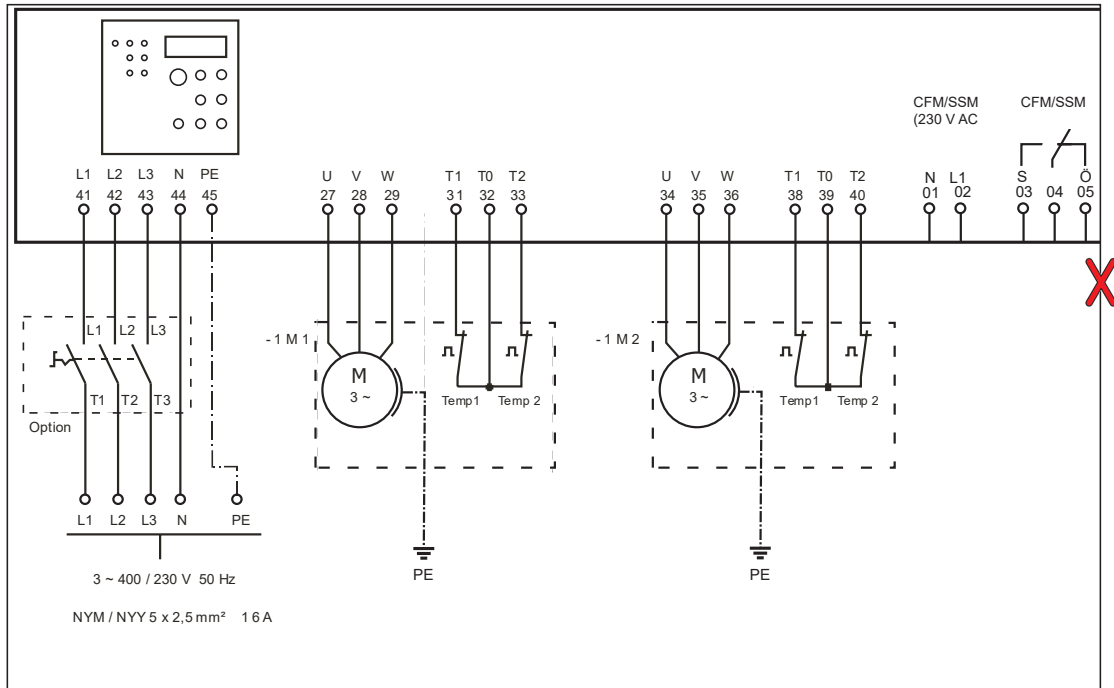 CFM/SSM CFM/SSM
(230 V AC
L1 L2 L3 N PE U V W T1 T0 T2 U V W T1 T0 T2 N L1 S Ö
41 42 43 44 45 27 28 29 31 32 33 34 35 36 38 39 40 01 02 03 04 05
L1 L2 L3
- 1 M 1 - 1 M 2
M M
3 ~ 3 ~
T1 T2 T3 Temp1 Temp 2 Temp1 Temp 2
Option
L1 L2 L3 N PE
PE PE
3 ~ 400 / 230 V 50 Hz
NYM / NYY 5 x 2,5 mm² 1 6 A